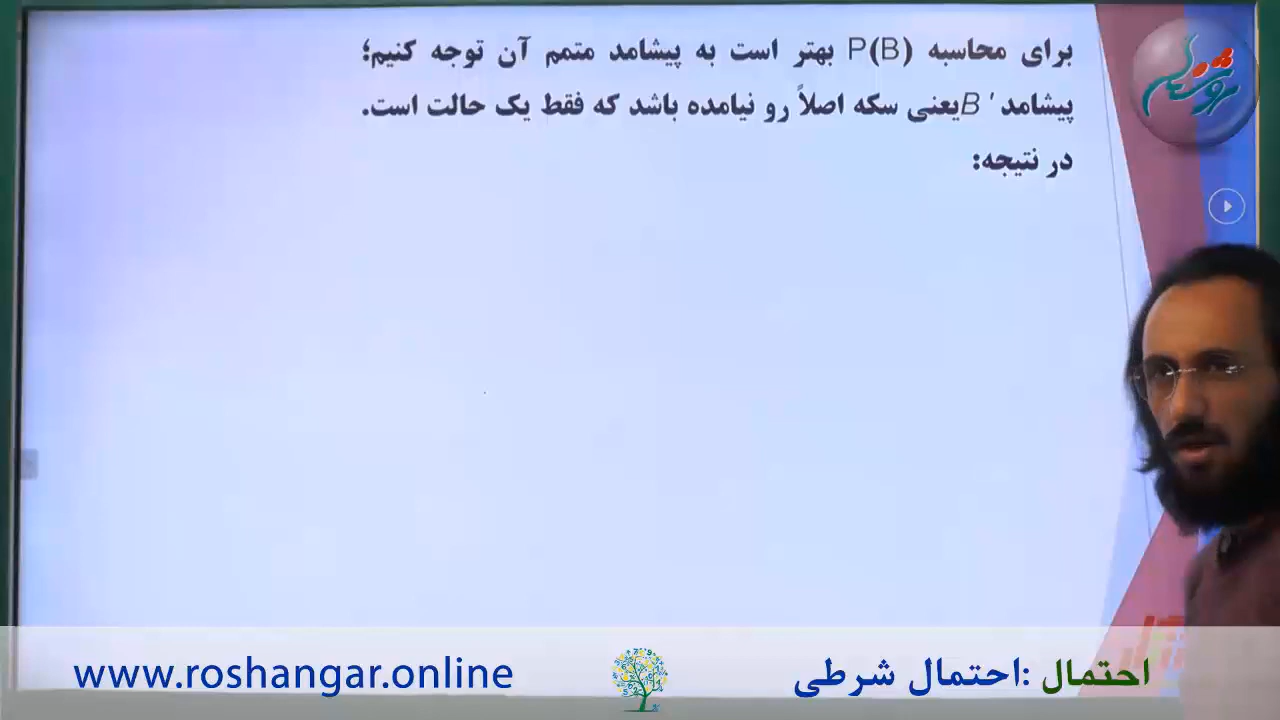 برای محاسبه P(B) بهتر است به پیشامد متمم آن توجه کنیم؛
پیشامد B′ یعنی سکه اصلاً رو نیامده باشد که فقط یک حالت است.
در نتیجه:
روشنگر
احتمال: احتمال شرطی
www.roshangar.online